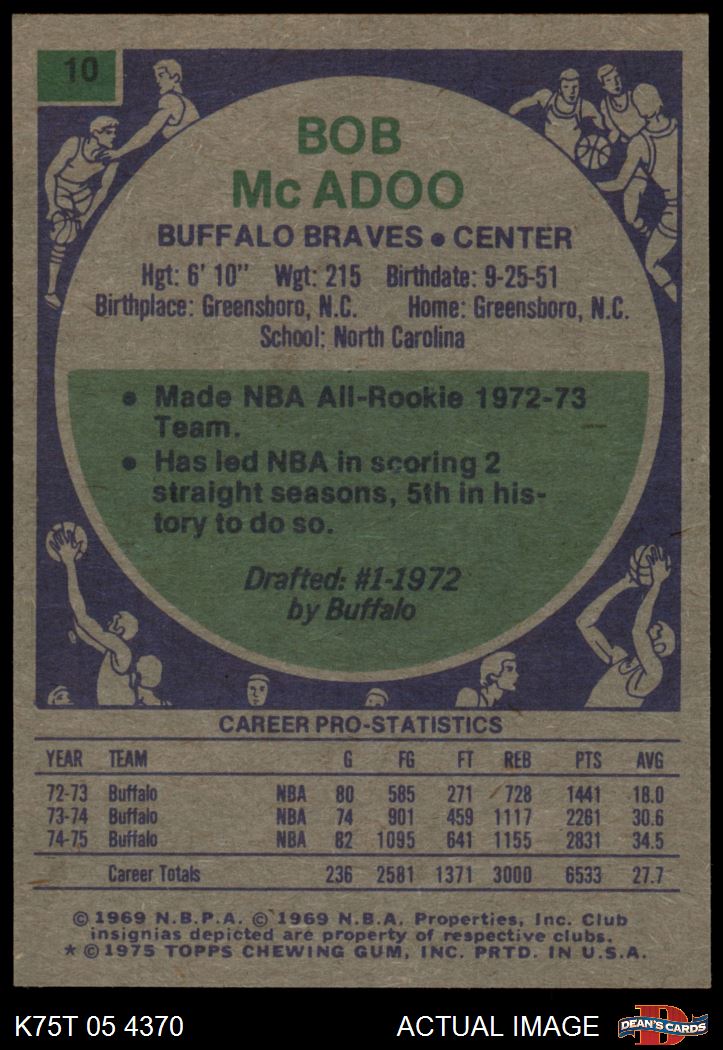 10
BOB
Mc ADOO
BUFFALO BRAVES • CENTER
Hgt: 6' 10" Wgt: 215 Birthdate: 9-25-51
Birthplace: Greensboro, N.C. Home: Greensboro, N.C.
School: North Carolina
• Made NBA All-Rookie 1972-73
Team.
• Has led NBA in scoring 2
straight seasons, 5th in his-
tory to do so.
Drafted: #1-1972
by Buffalo
CAREER PRO-STATISTICS
YEAR TEAM G FG FT REB PTS AVG
72-73 Buffalo NBA 80 585 271 728 1441 18.0
73-74 Buffalo NBA 74 901 459 1117 2261 30.6
74-75 Buffalo NBA 82 1095 641 1155 2831 34.5
Career Totals 236 2581 1371 3000 6533 27.7
© 1969 N.B.P.A. © 1969 N.B.A. Properties, Inc. Club
insignias depicted are property of respective clubs.
* © 1975 TOPPS CHEWING GUM, INC. PRTD. IN U.S.A.
K75T 05 4370 ACTUAL IMAGE D DEAN'S CARDS